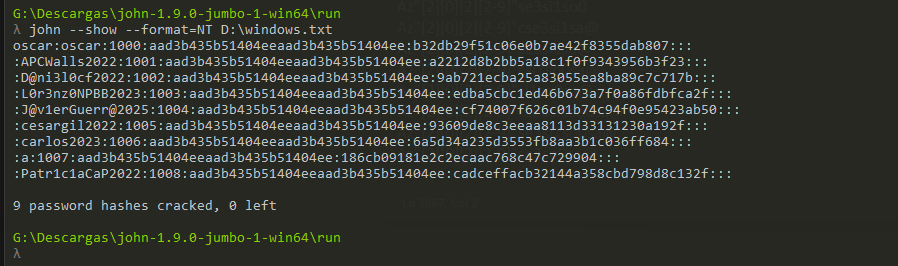 G:\Descargas\john-1.9.0-jumbo-1-win64\run
λ john --show --format=NT D:\windows.txt
oscar:oscar:1000:aad3b435b51404eeaad3b435b51404ee:b32db29f51c06e0b7ae42f8355dab807:::
:APCWalls2022:1001:aad3b435b51404eeaad3b435b51404ee:a2212d8b2bb5a18c1f0f9343956b3f23:::
:D@ni3l0cf2022:1002:aad3b435b51404eeaad3b435b51404ee:9ab721ecba25a83055ea8ba89c7c717b:::
:L0r3nz0NPBB2023:1003:aad3b435b51404eeaad3b435b51404ee:edba5cbc1ed46b673a7f0a86fdbfca2f:::
:J@v1erGuerr@2025:1004:aad3b435b51404eeaad3b435b51404ee:cf74007f626c01b74c94f0e95423ab50:::
:cesargil2022:1005:aad3b435b51404eeaad3b435b51404ee:93609de8c3eeaa8113d33131230a192f:::
:carlos2023:1006:aad3b435b51404eeaad3b435b51404ee:6a5d34a235d3553fb8aa3b1c036ff684:::
:a:1007:aad3b435b51404eeaad3b435b51404ee:186cb09181e2c2ecaac768c47c729904:::
:Patr1c1aCaP2022:1008:aad3b435b51404eeaad3b435b51404ee:cadceffacb32144a358cbd798d8c132f:::
9 password hashes cracked, 0 left
G:\Descargas\john-1.9.0-jumbo-1-win64\run
λ